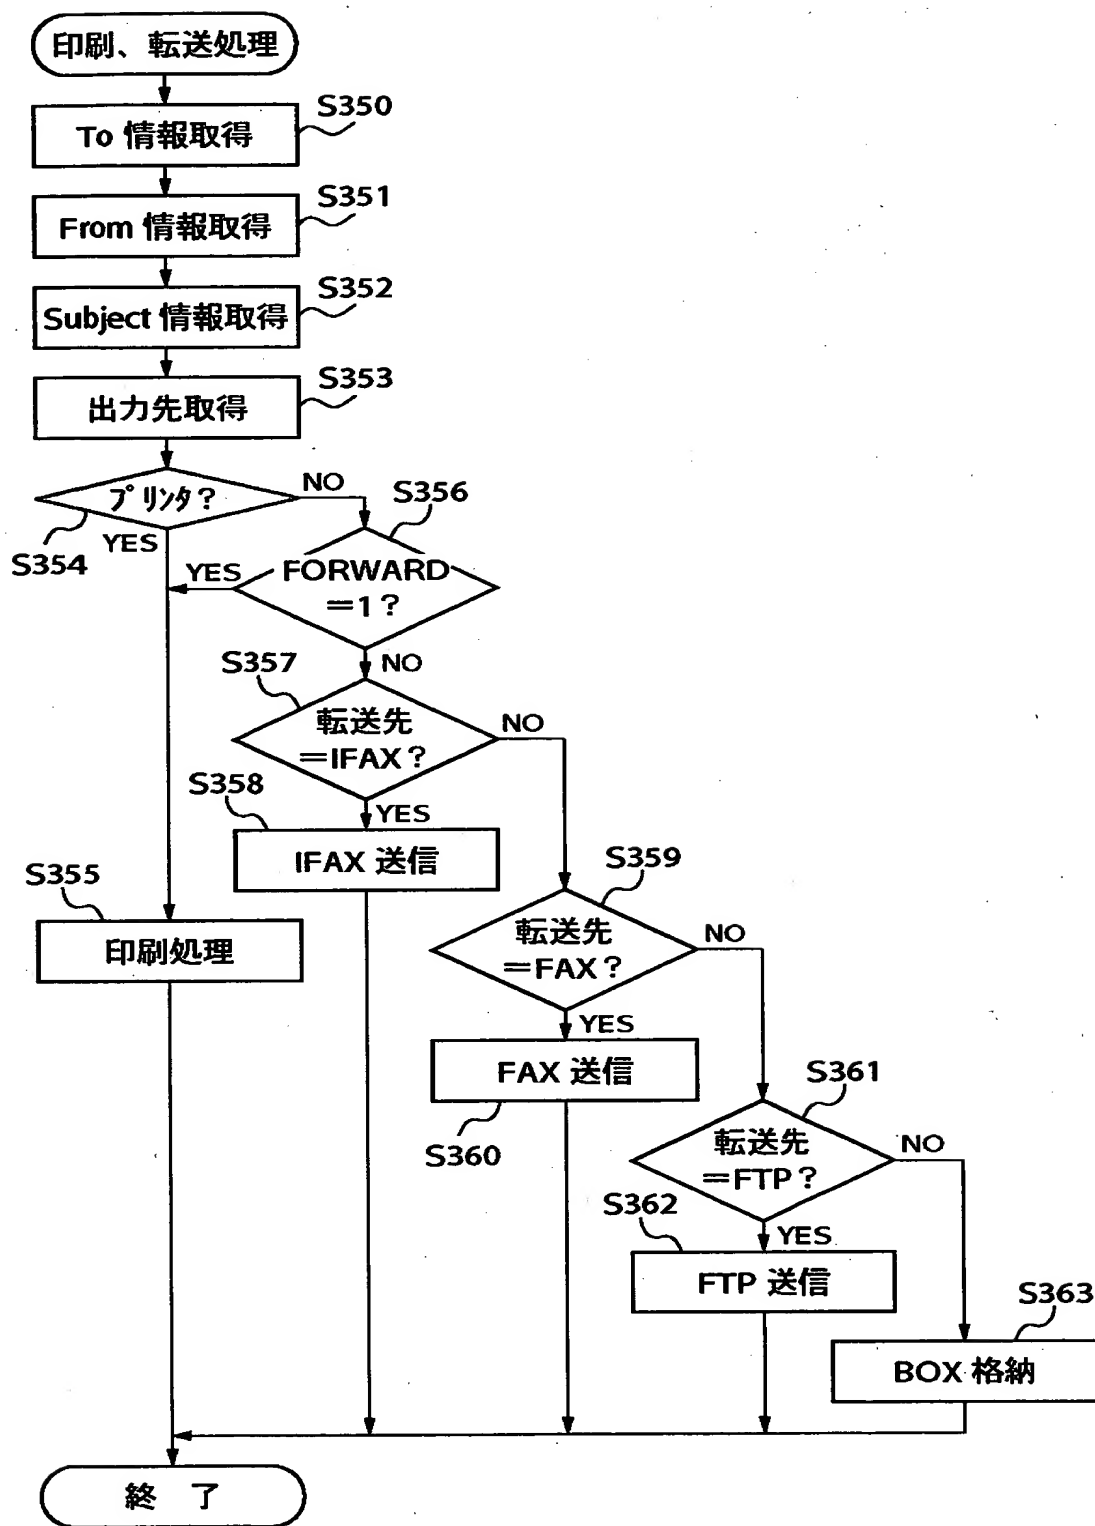 印刷、転送処理
S350
To 情報取得
S351
From 情報取得
S352
Subject 情報取得
S353
出力先取得
プリンタ?
NO
S354
YES
S356
FORWARD
=1?
YES
NO
S357
転送先
=IFAX?
NO
S358
YES
IFAX 送信
S355
印刷処理
S359
転送先
=FAX?
NO
YES
FAX 送信
S360
S361
転送先
=FTP?
NO
S362
YES
FTP 送信
S363
BOX 格納
終 了